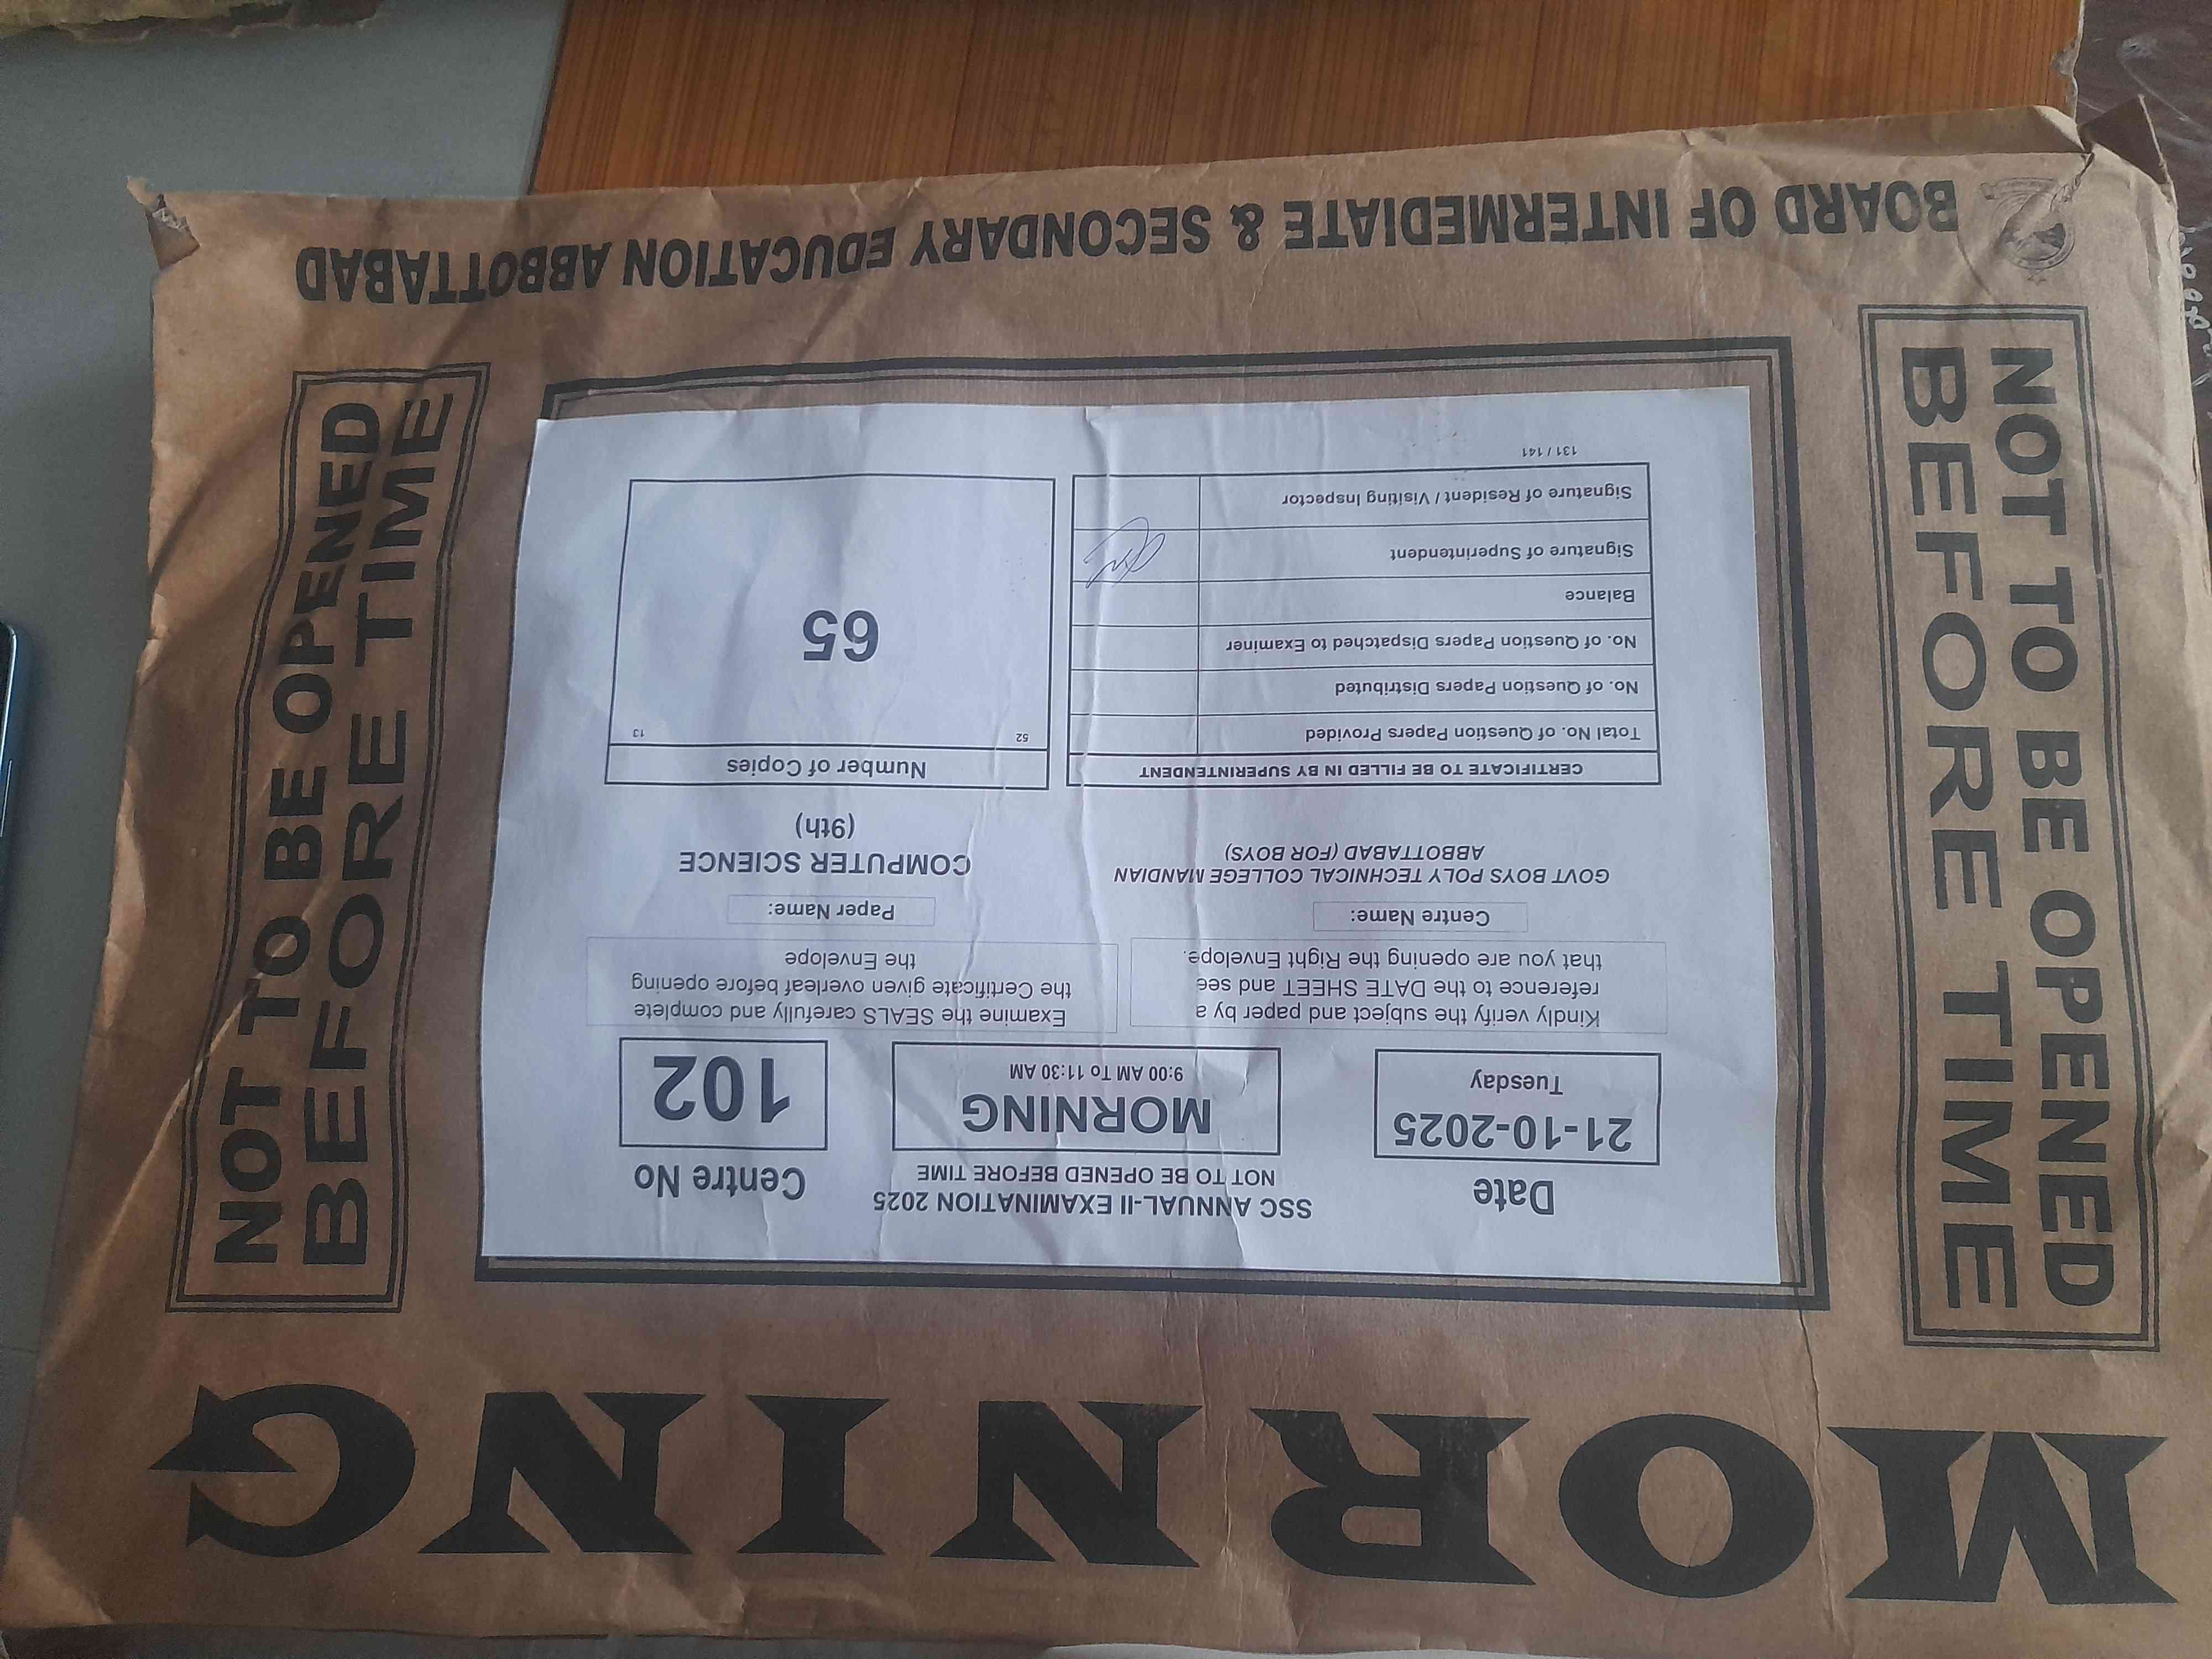 MORNING
NOT TO BE OPENED
BEFORE TIME
NOT TO BE OPENED
BEFORE TIME
SSC ANNUAL-II EXAMINATION 2025
NOT TO BE OPENED BEFORE TIME
Date
21-10-2025
Tuesday
MORNING
9:00 AM To 11:30 AM
Centre No
102
Kindly verify the subject and paper by a
reference to the DATE SHEET and see
that you are opening the Right Envelope.
Examine the SEALS carefully and complete
the Certificate given overleaf before opening
the Envelope
Centre Name:
GOVT BOYS POLY TECHNICAL COLLEGE MANDIAN
ABBOTTABAD (FOR BOYS)
Paper Name:
COMPUTER SCIENCE
(9th)
CERTIFICATE TO BE FILLED IN BY SUPERINTENDENT
Total No. of Question Papers Provided
No. of Question Papers Distributed
No. of Question Papers Dispatched to Examiner
Balance
Signature of Superintendent
Signature of Resident / Visiting Inspector
131 / 141
Number of Copies
52
13
65
BOARD OF INTERMEDIATE & SECONDARY EDUCATION ABBOTTABAD